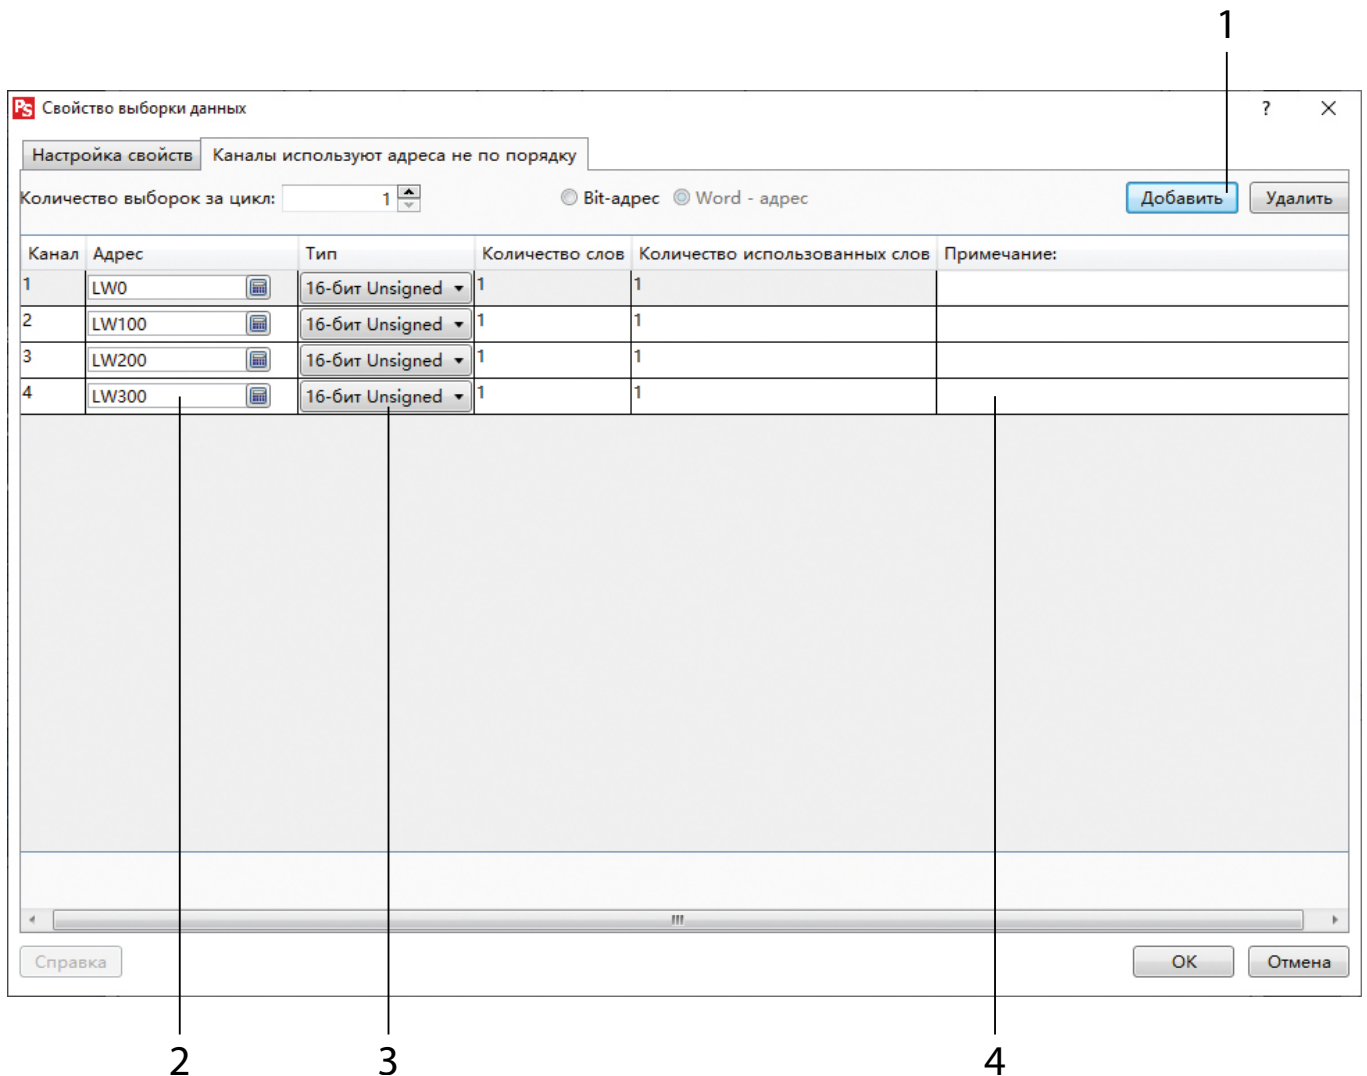 1
PS Свойство выборки данных ?
Настройка свойств Каналы используют адреса не по порядку
Количество выборок за цикл: 1 Bit-адрес Word - адрес Добавить Удалить
Канал Адрес Тип Количество слов Количество использованных слов Примечание:
1 LW0 16-бит Unsigned 1 1
2 LW100 16-бит Unsigned 1 1
3 LW200 16-бит Unsigned 1 1
4 LW300 16-бит Unsigned 1 1
Справка OK Отмена
2 3 4